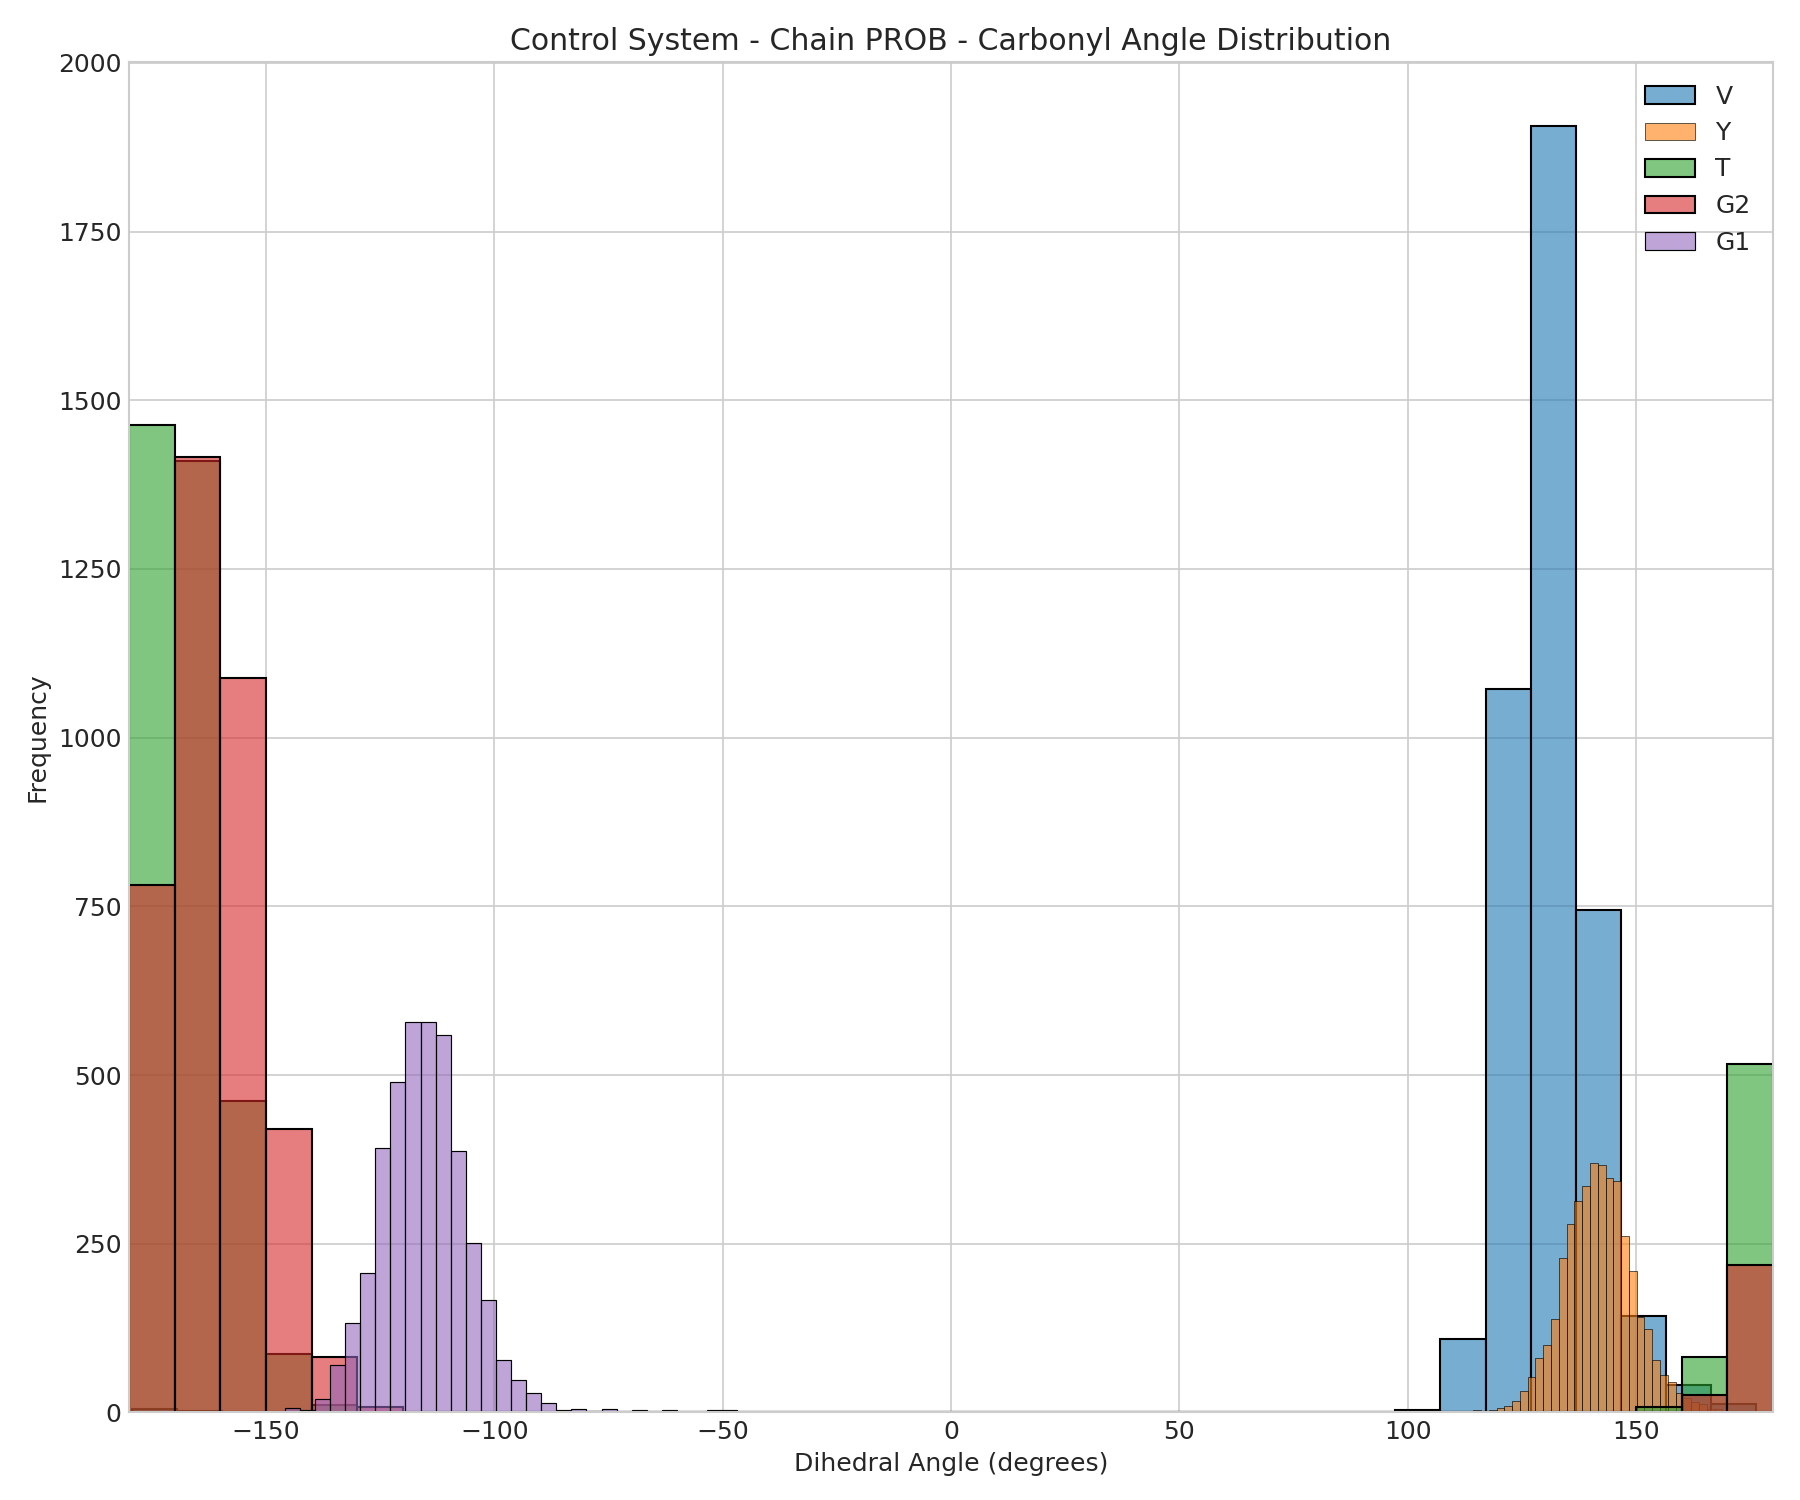 Control System - Chain PROB - Carbonyl Angle Distribution
2000
1750
1500
1250
1000
750
500
250
0
Frequency
V
Y
T
G2
G1
−150
−100
−50
0
50
100
150
Dihedral Angle (degrees)